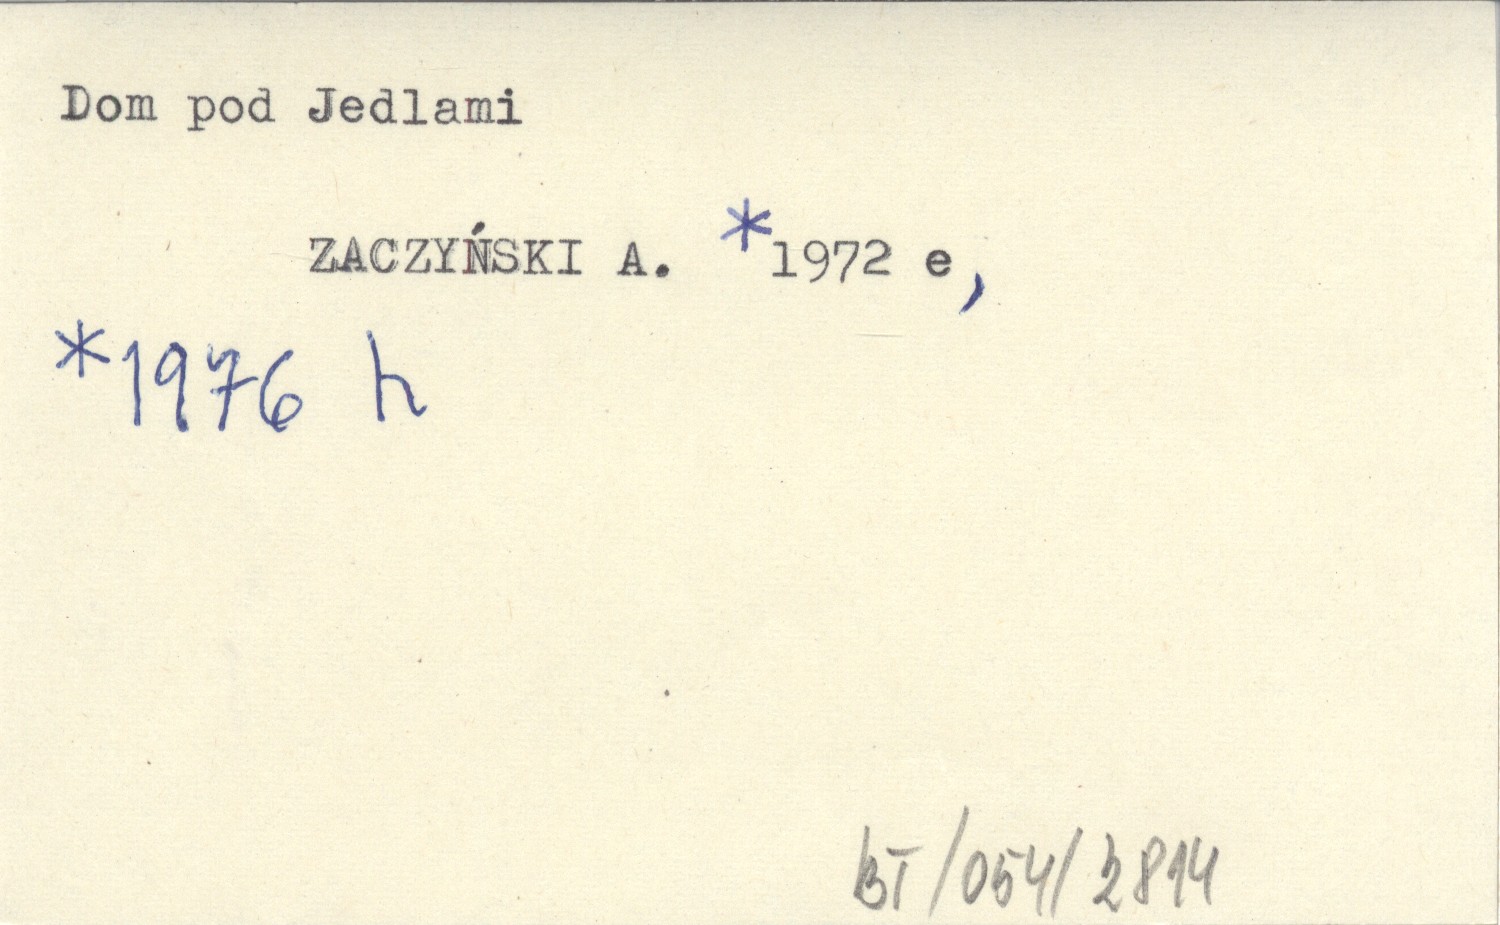 Dom pod Jedlami
ZACZYŃSKI A. *1972 e,
*1976 h
BT/054/2814